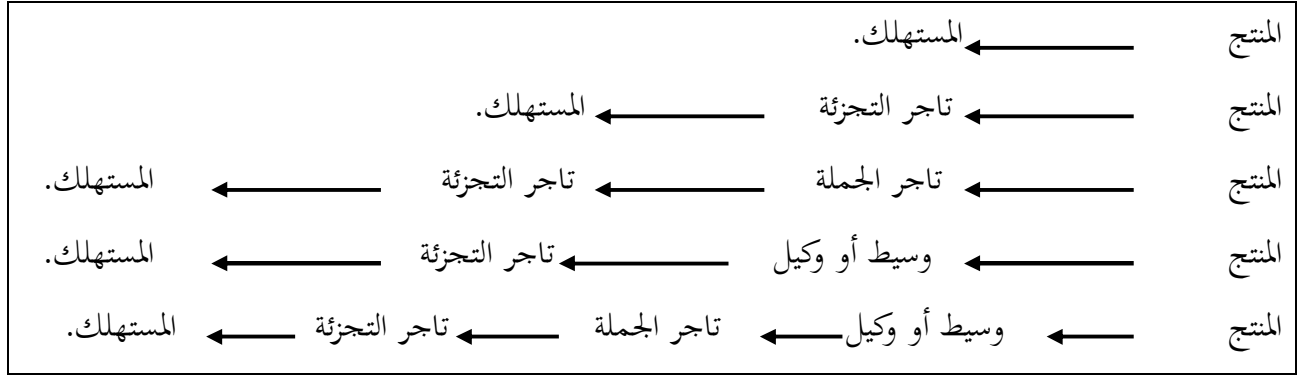 المنتج المستهلك.
المنتج تاجر التجزئة المستهلك.
المنتج تاجر الجملة تاجر التجزئة المستهلك.
المنتج وسيط أو وكيل تاجر التجزئة المستهلك.
المنتج وسيط أو وكيل تاجر الجملة تاجر التجزئة المستهلك.